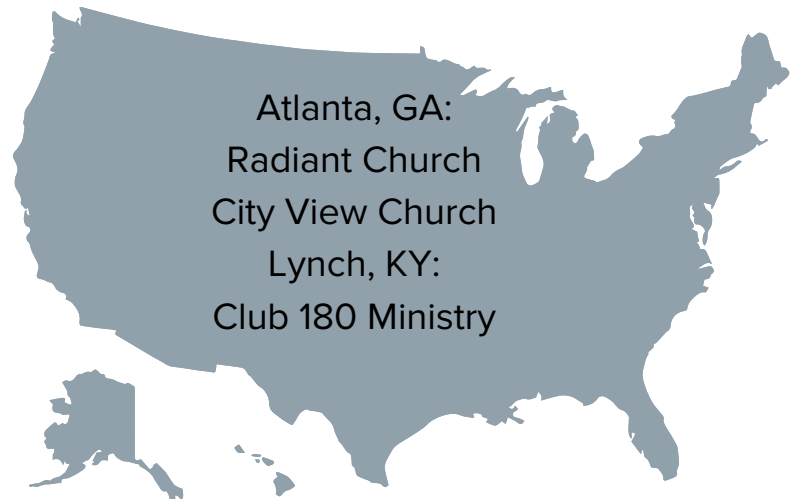 Atlanta, GA:
Radiant Church
City View Church
Lynch, KY:
Club 180 Ministry